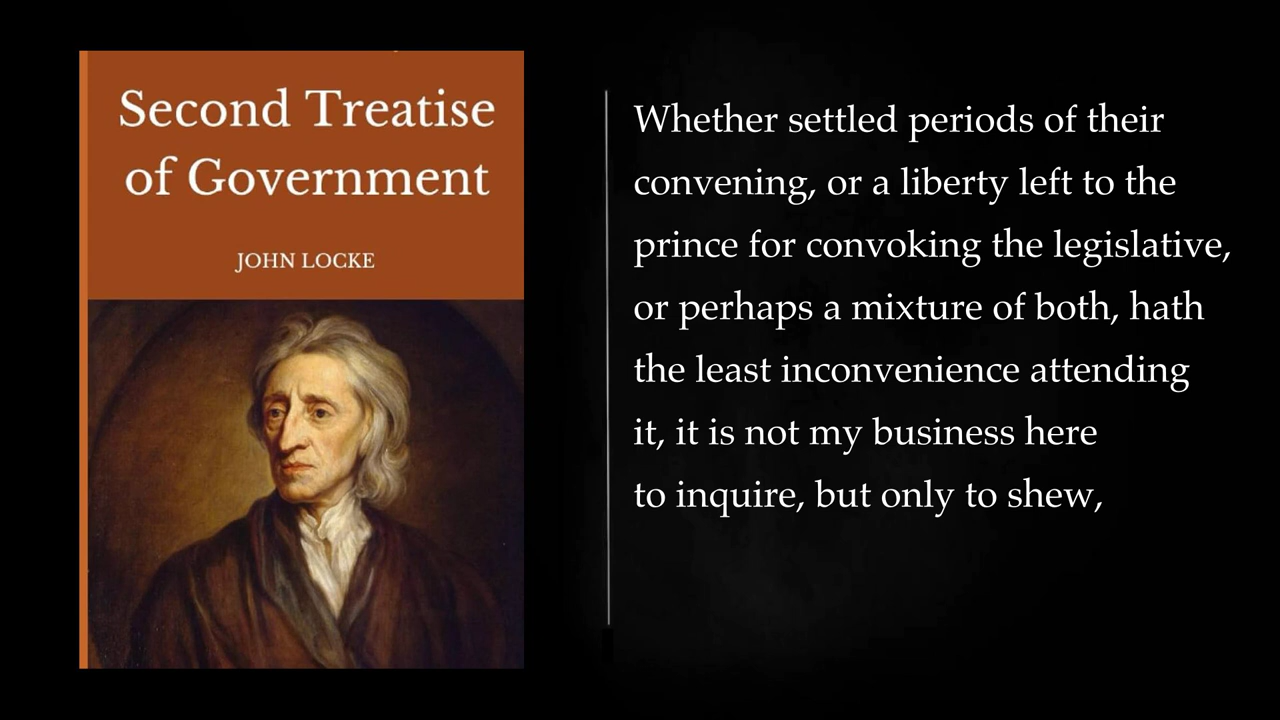 Second Treatise
of Government
JOHN LOCKE
Whether settled periods of their
convening, or a liberty left to the
prince for convoking the legislative,
or perhaps a mixture of both, hath
the least inconvenience attending
it, it is not my business here
to inquire, but only to shew,